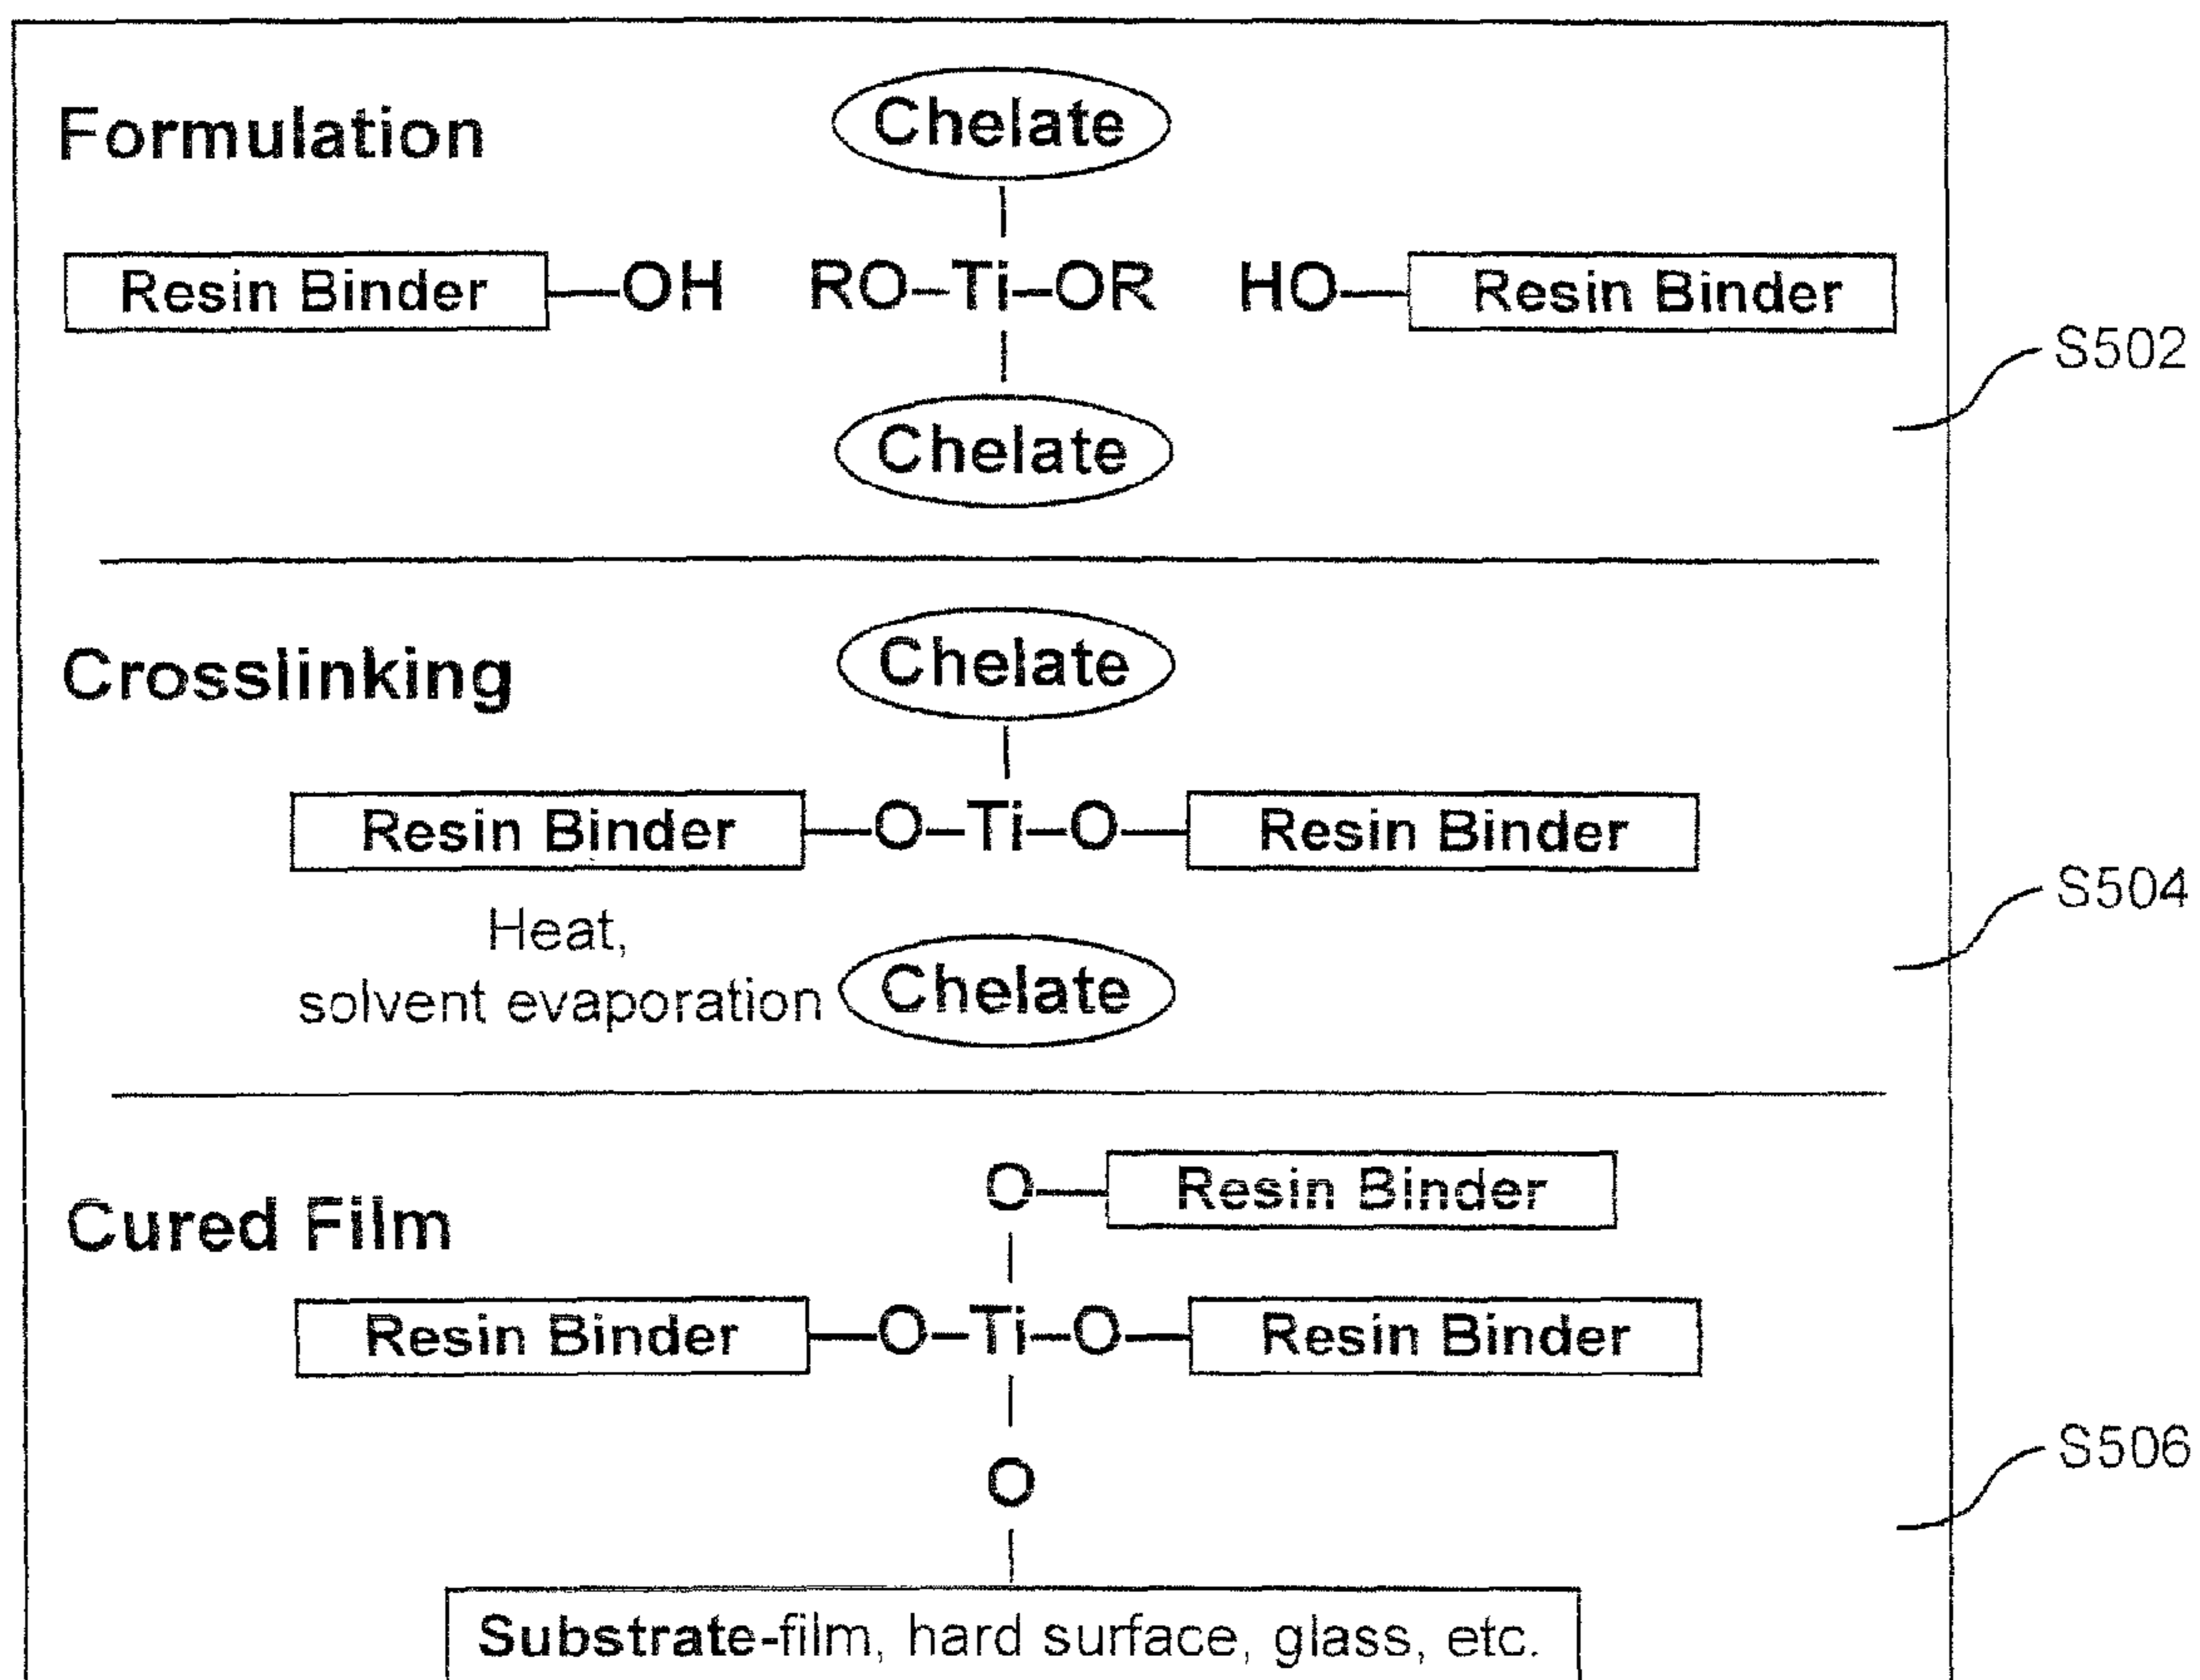 Chelate
Formulation
Resin Binder—OH RO–Ti–OR HO—Resin Binder
S502
Chelate
Chelate
Crosslinking
Resin Binder—O–Ti–O—Resin Binder
S504
Heat,
Chelate
solvent evaporation
O—Resin Binder
Cured Film
Resin Binder—O–Ti–O—Resin Binder
S506
O
Substrate-film, hard surface, glass, etc.